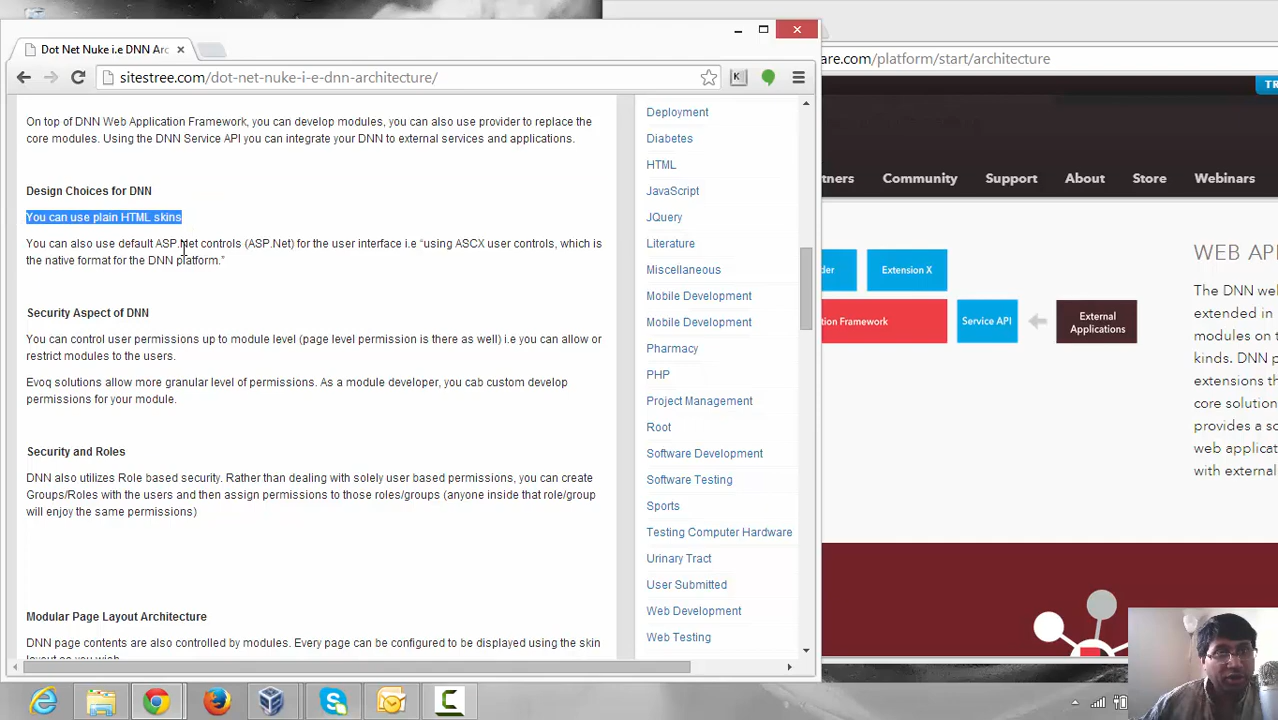 Dot Net Nuke i.e DNN Arc
sitestree.com/dot-net-nuke-i-e-dnn-architecture/
On top of DNN Web Application Framework, you can develop modules, you can also use provider to replace the
core modules. Using the DNN Service API you can integrate your DNN to external services and applications.
Design Choices for DNN
You can use plain HTML skins
You can also use default ASP.Net controls (ASP.Net) for the user interface i.e “using ASCX user controls, which is
the native format for the DNN platform.”
Security Aspect of DNN
You can control user permissions up to module level (page level permission is there as well) i.e you can allow or
restrict modules to the users.
Evoq solutions allow more granular level of permissions. As a module developer, you cab custom develop
permissions for your module.
Security and Roles
DNN also utilizes Role based security. Rather than dealing with solely user based permissions, you can create
Groups/Roles with the users and then assign permissions to those roles/groups (anyone inside that role/group
will enjoy the same permissions)
Modular Page Layout Architecture
DNN page contents are also controlled by modules. Every page can be configured to be displayed using the skin
layout as you wish
Deployment
Diabetes
HTML
JavaScript
JQuery
Literature
Miscellaneous
Mobile Development
Mobile Development
Pharmacy
PHP
Project Management
Root
Software Development
Software Testing
Sports
Testing Computer Hardware
Urinary Tract
User Submitted
Web Development
Web Testing
are.com/platform/start/architecture
TR
rtners Community Support About Store Webinars
der
Extension X
tion Framework
Service API
External
Applications
WEB API
The DNN wel
extended in
modules on t
kinds. DNN p
extensions th
core solution
provides a sc
web applicat
with external